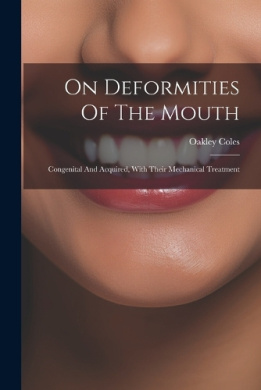 On Deformities
Of The Mouth
Oakley Coles
Congenital And Acquired, With Their Mechanical Treatment